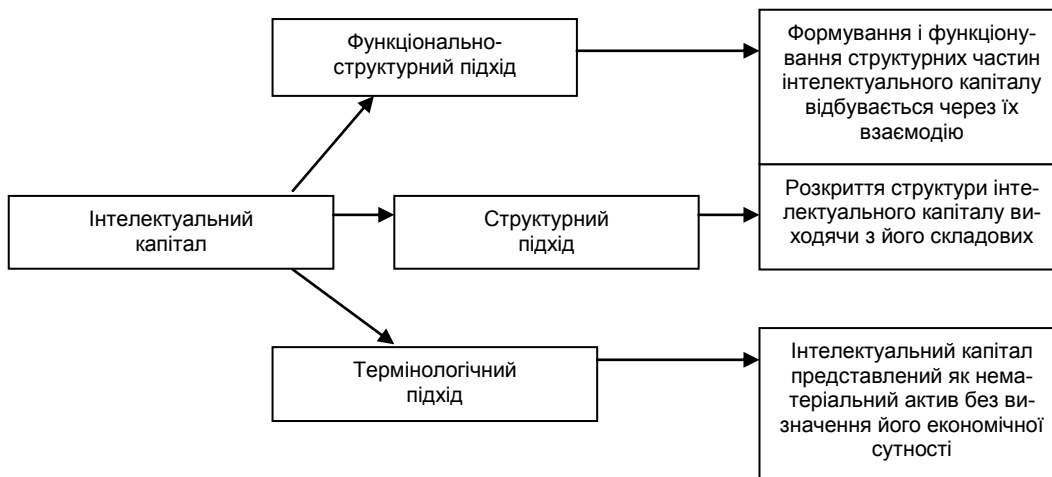 Функціонально-
структурний підхід
Формування і функціону-
вання структурних частин
інтелектуального капіталу
відбувається через їх
взаємодію
Інтелектуальний
капітал
Структурний
підхід
Розкриття структури інте-
лектуального капіталу ви-
ходячи з його складових
Термінологічний
підхід
Інтелектуальний капітал
представлений як нема-
теріальний актив без ви-
значення його економічної
сутності